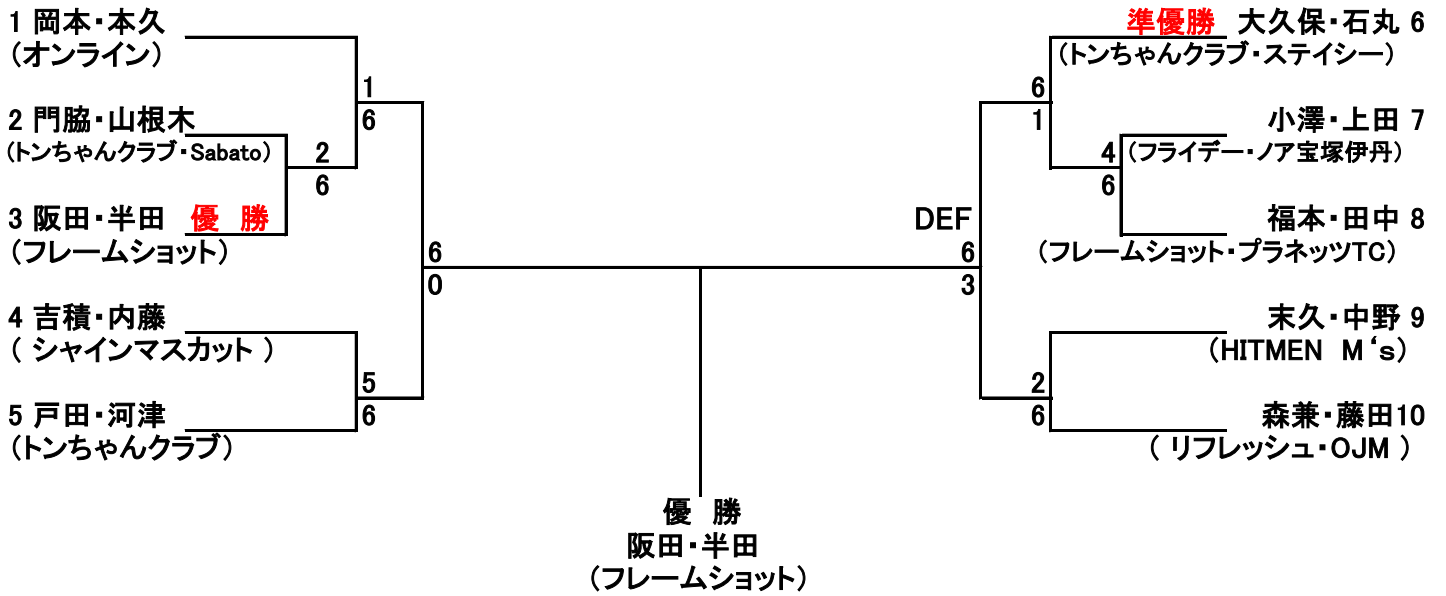 1 岡本・本久
(オンライン)
1
6
2 門脇・山根木
(トンちゃんクラブ・Sabato)
2
6
3 阪田・半田 優 勝
(フレームショット)
6
0
4 吉積・内藤
( シャインマスカット )
5
6
5 戸田・河津
(トンちゃんクラブ)
準優勝 大久保・石丸 6
(トンちゃんクラブ・ステイシー)
6
1
小澤・上田 7
(フライデー・ノア宝塚伊丹)
4
6
福本・田中 8
(フレームショット・プラネッツTC)
DEF
6
3
末久・中野 9
(HITMEN M‘s)
2
6
森兼・藤田10
( リフレッシュ・OJM )
優 勝
阪田・半田
(フレームショット)